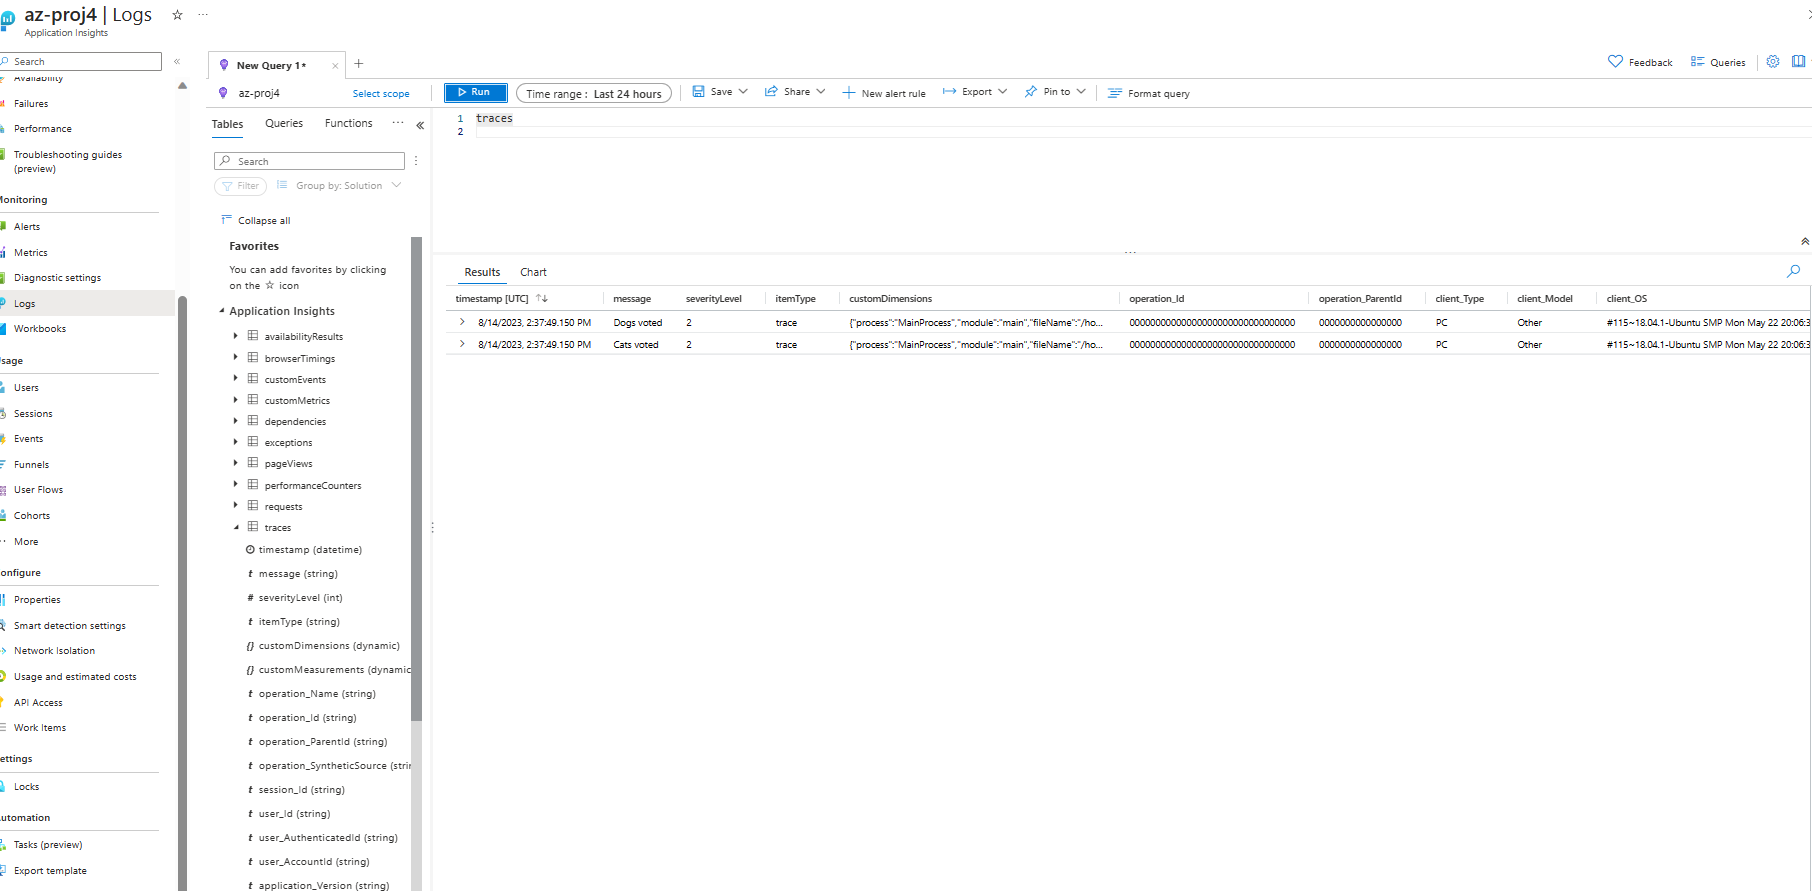 az-proj4 | Logs
Application Insights
Search
Availability
Failures
Performance
Troubleshooting guides
(preview)
Monitoring
Alerts
Metrics
Diagnostic settings
Logs
Workbooks
Usage
Users
Sessions
Events
Funnels
User Flows
Cohorts
More
Configure
Properties
Smart detection settings
Network Isolation
Usage and estimated costs
API Access
Work Items
Settings
Locks
Automation
Tasks (preview)
Export template
New Query 1*
Feedback Queries
az-proj4 Select scope
Run Time range : Last 24 hours Save Share New alert rule Export Pin to Format query
Tables Queries Functions ...
Search
Filter Group by: Solution
Collapse all
Favorites
You can add favorites by clicking
on the ☆ icon
Application Insights
availabilityResults
browserTimings
customEvents
customMetrics
dependencies
exceptions
pageViews
performanceCounters
requests
traces
timestamp (datetime)
t message (string)
# severityLevel (int)
t itemType (string)
{} customDimensions (dynamic)
{} customMeasurements (dynamic
t operation_Name (string)
t operation_Id (string)
t operation_ParentId (string)
t operation_SyntheticSource (strin
t session_Id (string)
t user_Id (string)
t user_AuthenticatedId (string)
t user_AccountId (string)
t application_Version (string)
1 traces
2
Results Chart
timestamp [UTC] message severityLevel itemType customDimensions operation_Id operation_ParentId client_Type client_Model client_OS
8/14/2023, 2:37:49.150 PM Dogs voted 2 trace {"process":"MainProcess","module":"main","fileName":"/ho... 00000000000000000000000000000000 0000000000000000 PC Other #115~18.04.1-Ubuntu SMP Mon May 22 20:06:3
8/14/2023, 2:37:49.150 PM Cats voted 2 trace {"process":"MainProcess","module":"main","fileName":"/ho... 00000000000000000000000000000000 0000000000000000 PC Other #115~18.04.1-Ubuntu SMP Mon May 22 20:06:3